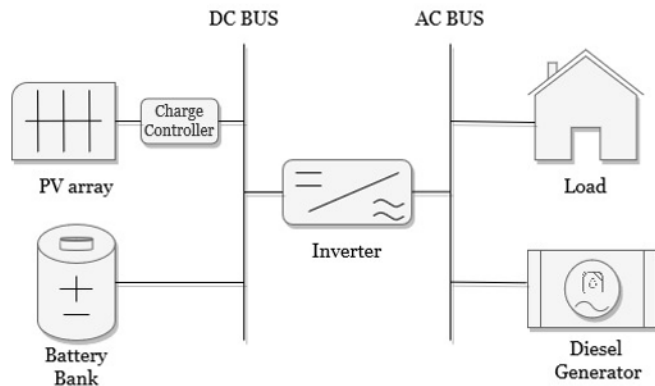 DC BUS
AC BUS
Charge
Controller
PV array
Load
Inverter
Battery
Bank
Diesel
Generator